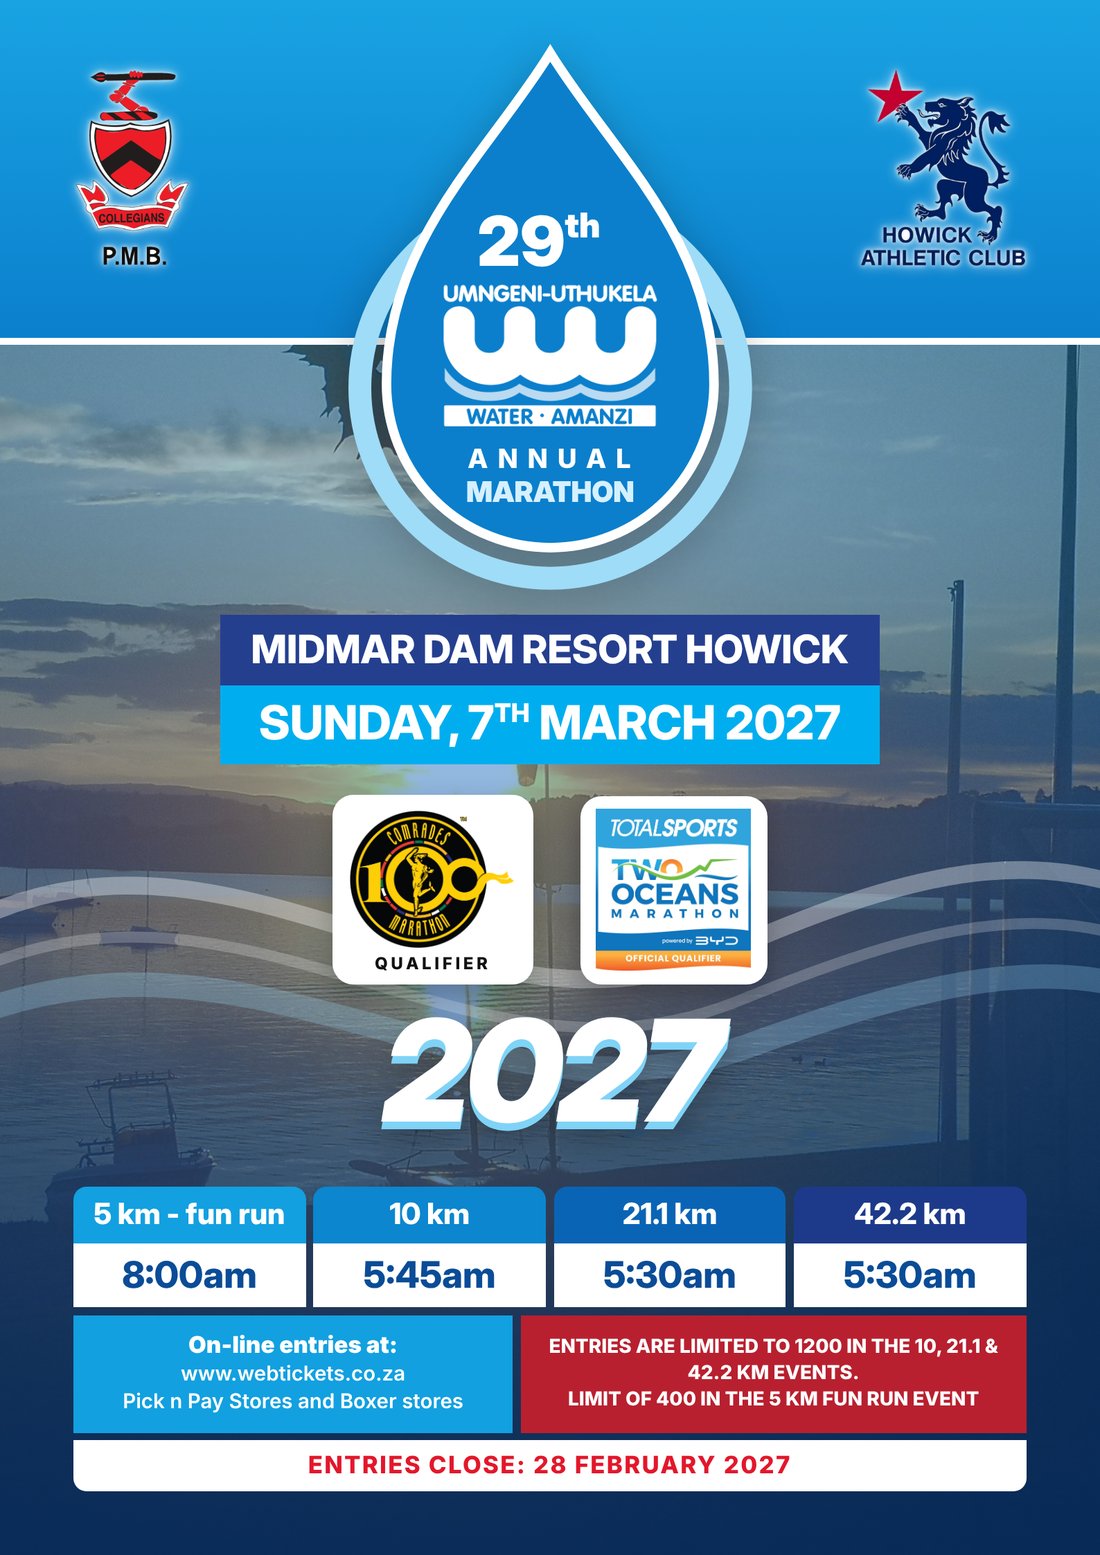 COLLEGIANS
P.M.B.
HOWICK
ATHLETIC CLUB
29th
UMNGENI-UTHUKELA
WATER · AMANZI
ANNUAL
MARATHON
MIDMAR DAM RESORT HOWICK
SUNDAY, 7TH MARCH 2027
COMRADES
100
MARATHON
TM
QUALIFIER
TOTALSPORTS
TWO
OCEANS
MARATHON
powered by BYD
OFFICIAL QUALIFIER
2027
5 km - fun run
8:00am
10 km
5:45am
21.1 km
5:30am
42.2 km
5:30am
On-line entries at:
www.webtickets.co.za
Pick n Pay Stores and Boxer stores
ENTRIES ARE LIMITED TO 1200 IN THE 10, 21.1 &
42.2 KM EVENTS.
LIMIT OF 400 IN THE 5 KM FUN RUN EVENT
ENTRIES CLOSE: 28 FEBRUARY 2027